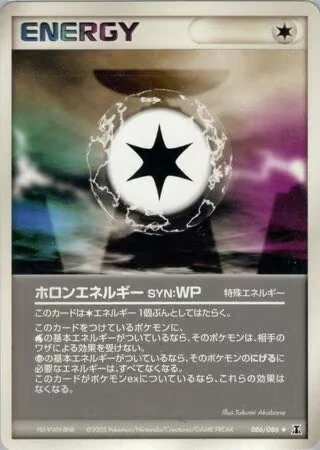 ENERGY
ホロンエネルギー SYN:WP 特殊エネルギー
このカードは✶エネルギー1個ぶんとしてはたらく。
このカードをつけているポケモンに、
の基本エネルギーがついているなら、そのポケモンは、相手の
ワザによる効果を受けない。
の基本エネルギーがついているなら、そのポケモンのにげるに
必要なエネルギーは、すべてなくなる。
このカードがポケモンexについているなら、これらの効果は
なくなる。
Illus.Takumi Akabane
©2005 Pokémon/Nintendo/Creatures/GAME FREAK 086/086 ◆